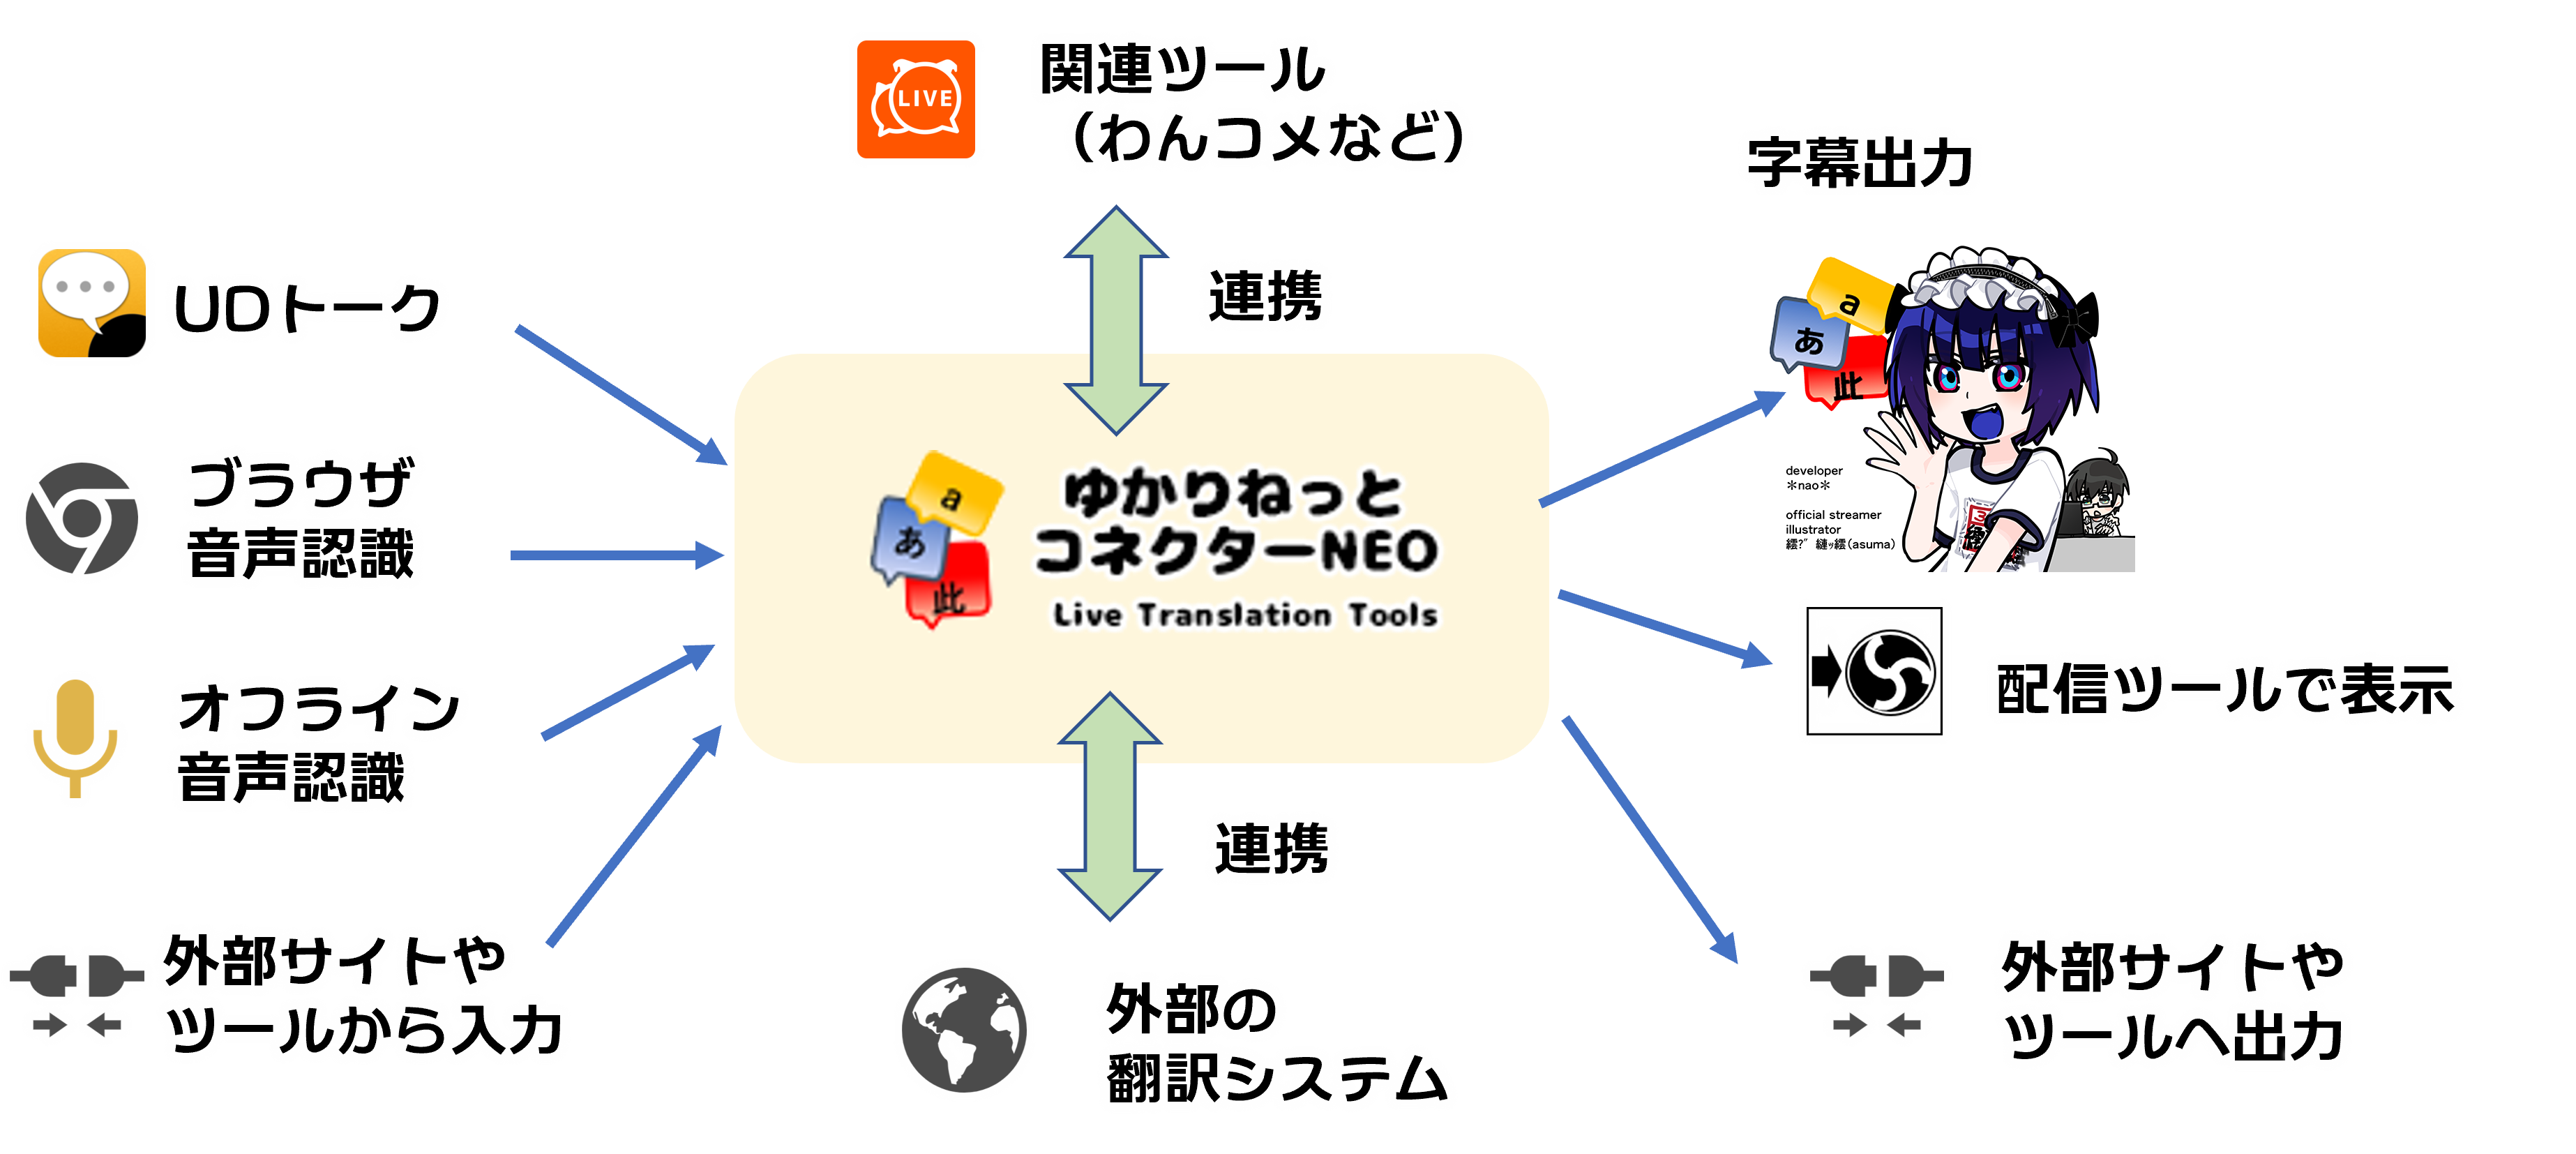 関連ツール
（わんコメなど）
LIVE
連携
UDトーク
ブラウザ
音声認識
オフライン
音声認識
外部サイトや
ツールから入力
a
あ
此
ゆかりねっと
コネクターNEO
Live Translation Tools
連携
外部の
翻訳システム
字幕出力
a
あ
此
developer
＊nao＊
official streamer
illustrator
(asuma)
配信ツールで表示
外部サイトや
ツールへ出力